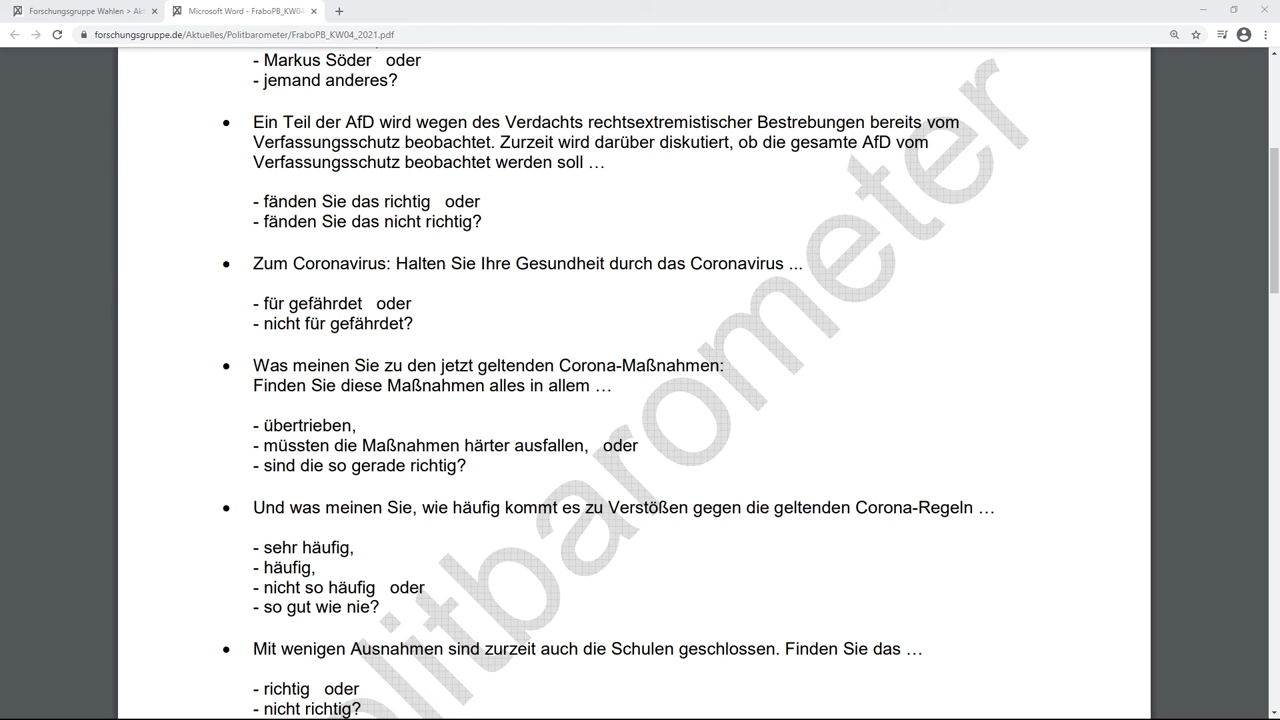 Forschungsgruppe Wahlen > Ak
Microsoft Word - FraboPB_KW04
forschungsgruppe.de/Aktuelles/Politbarometer/FraboPB_KW04_2021.pdf
- Markus Söder oder
- jemand anderes?
• Ein Teil der AfD wird wegen des Verdachts rechtsextremistischer Bestrebungen bereits vom
Verfassungsschutz beobachtet. Zurzeit wird darüber diskutiert, ob die gesamte AfD vom
Verfassungsschutz beobachtet werden soll …
- fänden Sie das richtig oder
- fänden Sie das nicht richtig?
• Zum Coronavirus: Halten Sie Ihre Gesundheit durch das Coronavirus ...
- für gefährdet oder
- nicht für gefährdet?
• Was meinen Sie zu den jetzt geltenden Corona-Maßnahmen:
Finden Sie diese Maßnahmen alles in allem …
- übertrieben,
- müssten die Maßnahmen härter ausfallen, oder
- sind die so gerade richtig?
• Und was meinen Sie, wie häufig kommt es zu Verstößen gegen die geltenden Corona-Regeln …
- sehr häufig,
- häufig,
- nicht so häufig oder
- so gut wie nie?
• Mit wenigen Ausnahmen sind zurzeit auch die Schulen geschlossen. Finden Sie das …
- richtig oder
- nicht richtig?
olitbarometer